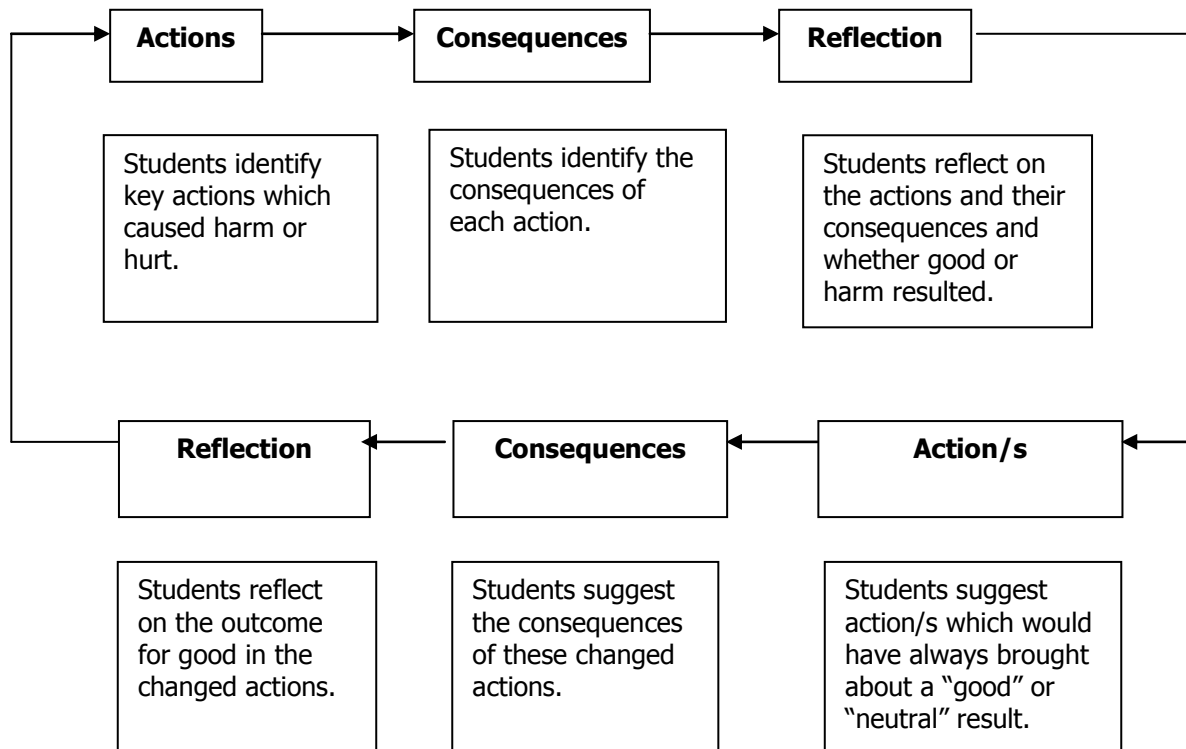 Actions
Consequences
Reflection
Students identify
key actions which
caused harm or
hurt.
Students identify the
consequences of
each action.
Students reflect on
the actions and their
consequences and
whether good or
harm resulted.
Reflection
Consequences
Action/s
Students reflect
on the outcome
for good in the
changed actions.
Students suggest
the consequences
of these changed
actions.
Students suggest
action/s which would
have always brought
about a “good” or
“neutral” result.